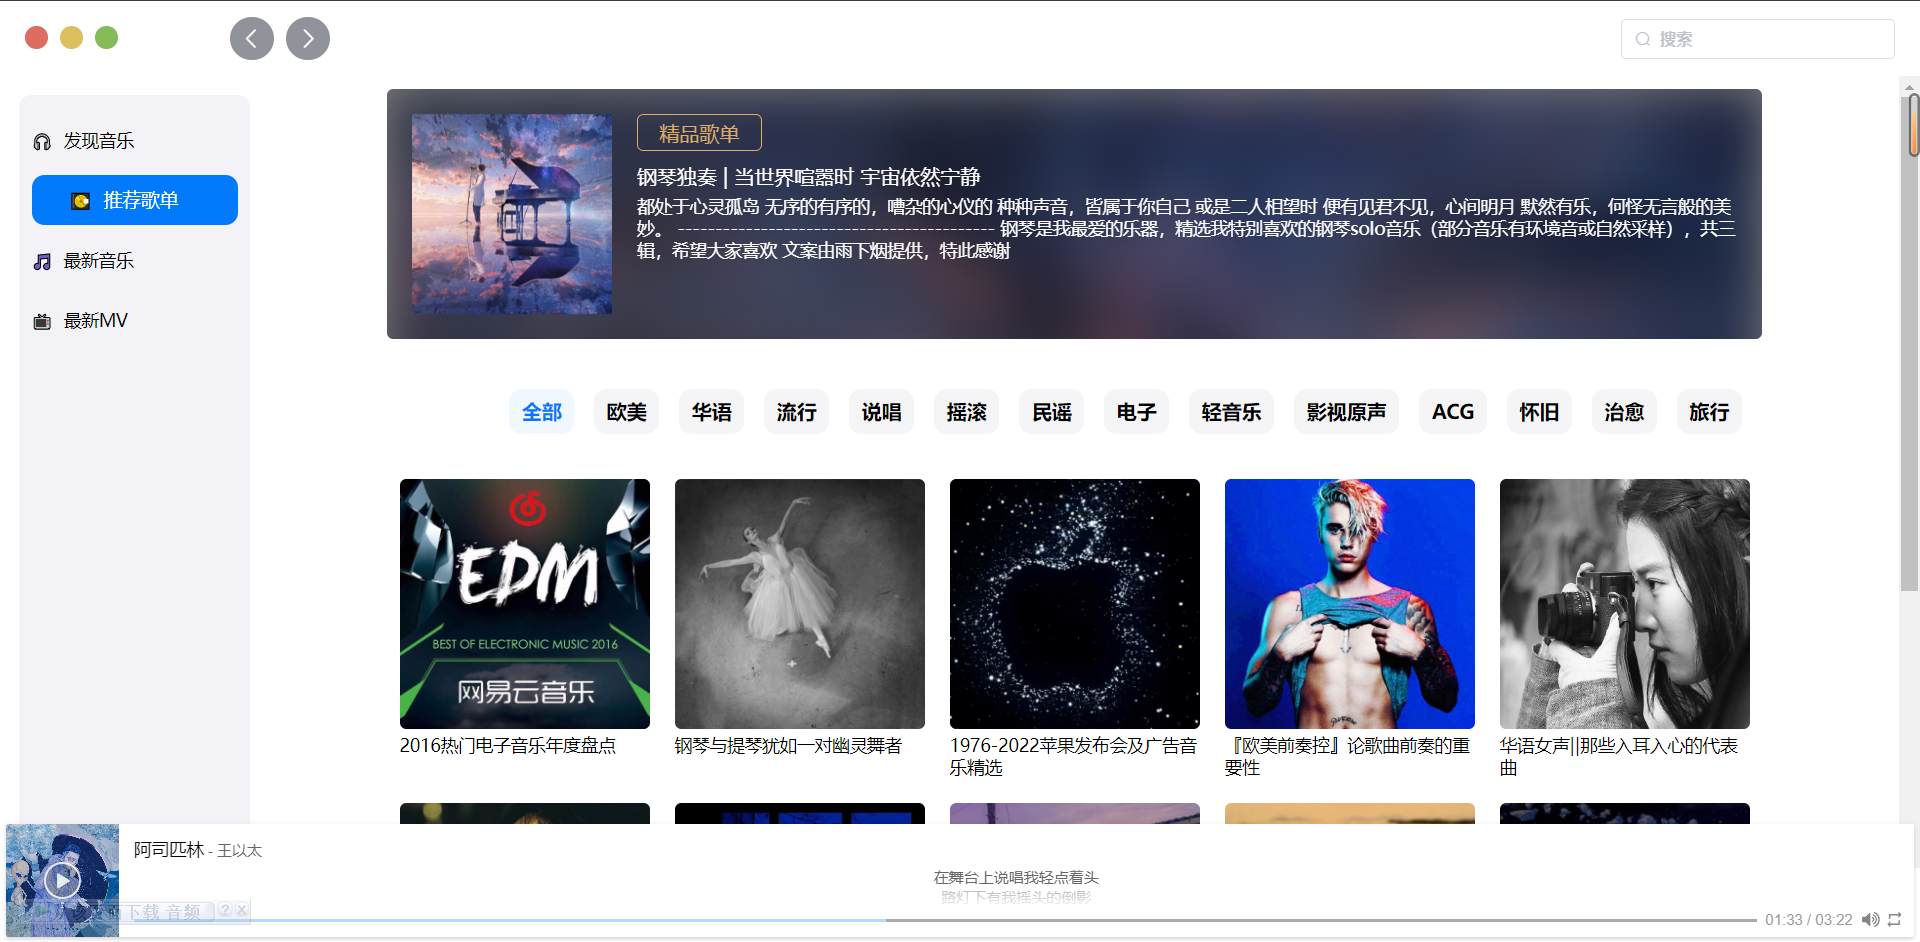 搜索
发现音乐
推荐歌单
最新音乐
最新MV
精品歌单
钢琴独奏 | 当世界喧嚣时 宇宙依然宁静
都处于心灵孤岛 无序的有序的，嘈杂的心仪的 种种声音，皆属于你自己 或是二人相望时 便有见君不见，心间明月 默然有乐，何怪无言般的美
妙。 ------------------------------------------ 钢琴是我最爱的乐器，精选我特别喜欢的钢琴solo音乐（部分音乐有环境音或自然采样），共三
辑，希望大家喜欢 文案由雨下烟提供，特此感谢
全部 欧美 华语 流行 说唱 摇滚 民谣 电子 轻音乐 影视原声 ACG 怀旧 治愈 旅行
EDM
BEST OF ELECTRONIC MUSIC 2016
网易云音乐
2016热门电子音乐年度盘点
钢琴与提琴犹如一对幽灵舞者
1976-2022苹果发布会及广告音
乐精选
『欧美前奏控』论歌曲前奏的重
要性
华语女声||那些入耳入心的代表
曲
阿司匹林 - 王以太
在舞台上说唱我轻点着头
路灯下有我摇头的倒影
下载 音频 ? x
01:33 / 03:22